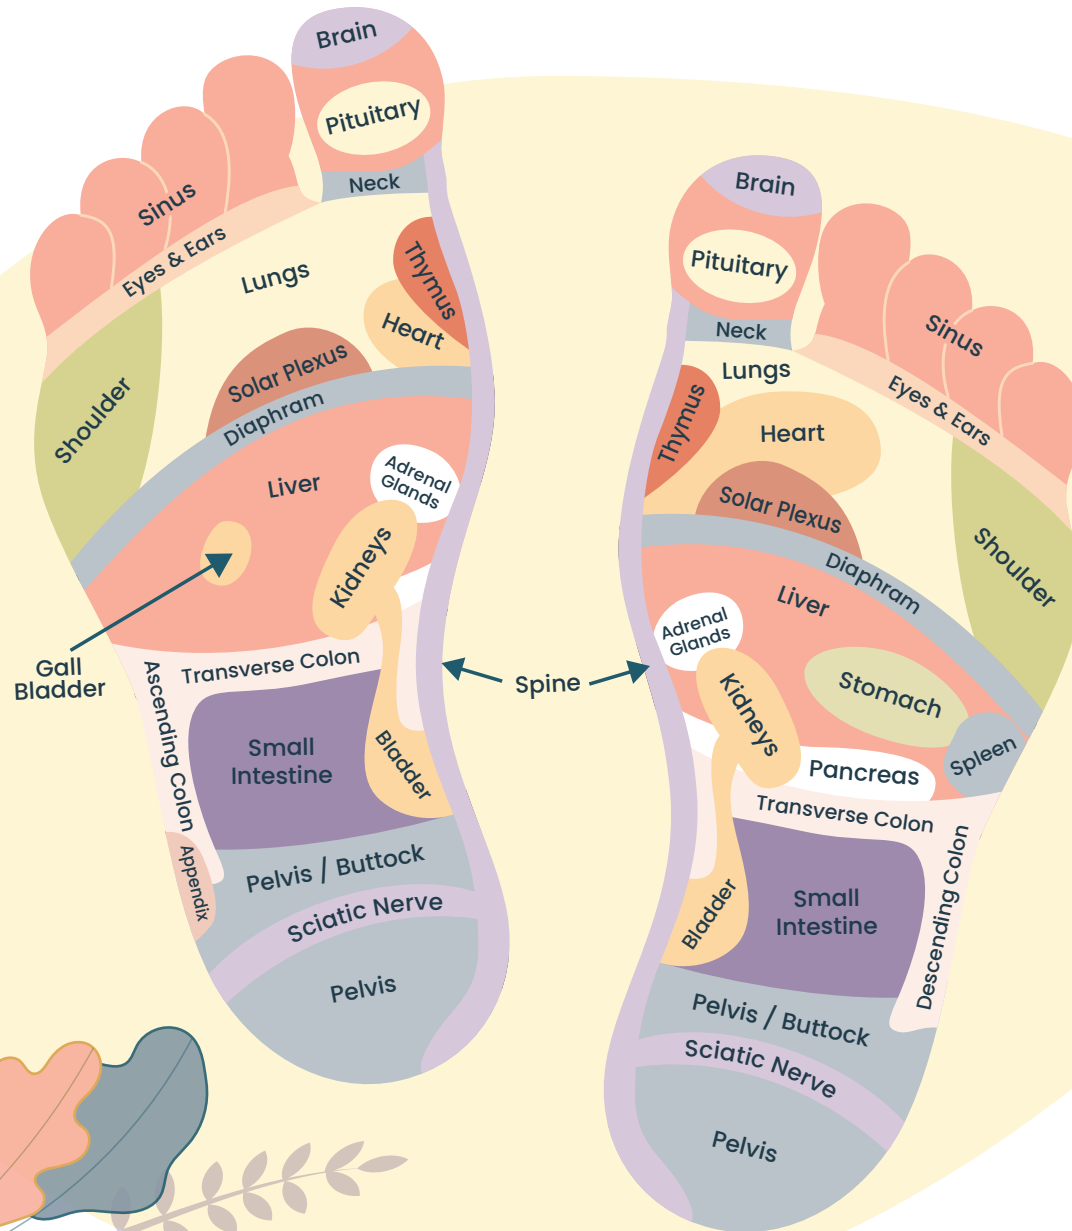 Brain
Pituitary
Neck
Sinus
Eyes & Ears
Lungs
Thymus
Heart
Solar Plexus
Diaphram
Shoulder
Liver
Adrenal
Glands
Kidneys
Gall
Bladder
Transverse Colon
Ascending Colon
Small
Intestine
Bladder
Appendix
Pelvis / Buttock
Sciatic Nerve
Pelvis
Spine
Brain
Pituitary
Neck
Sinus
Eyes & Ears
Lungs
Thymus
Heart
Solar Plexus
Diaphram
Shoulder
Liver
Adrenal
Glands
Kidneys
Stomach
Spleen
Pancreas
Transverse Colon
Descending Colon
Small
Intestine
Bladder
Pelvis / Buttock
Sciatic Nerve
Pelvis